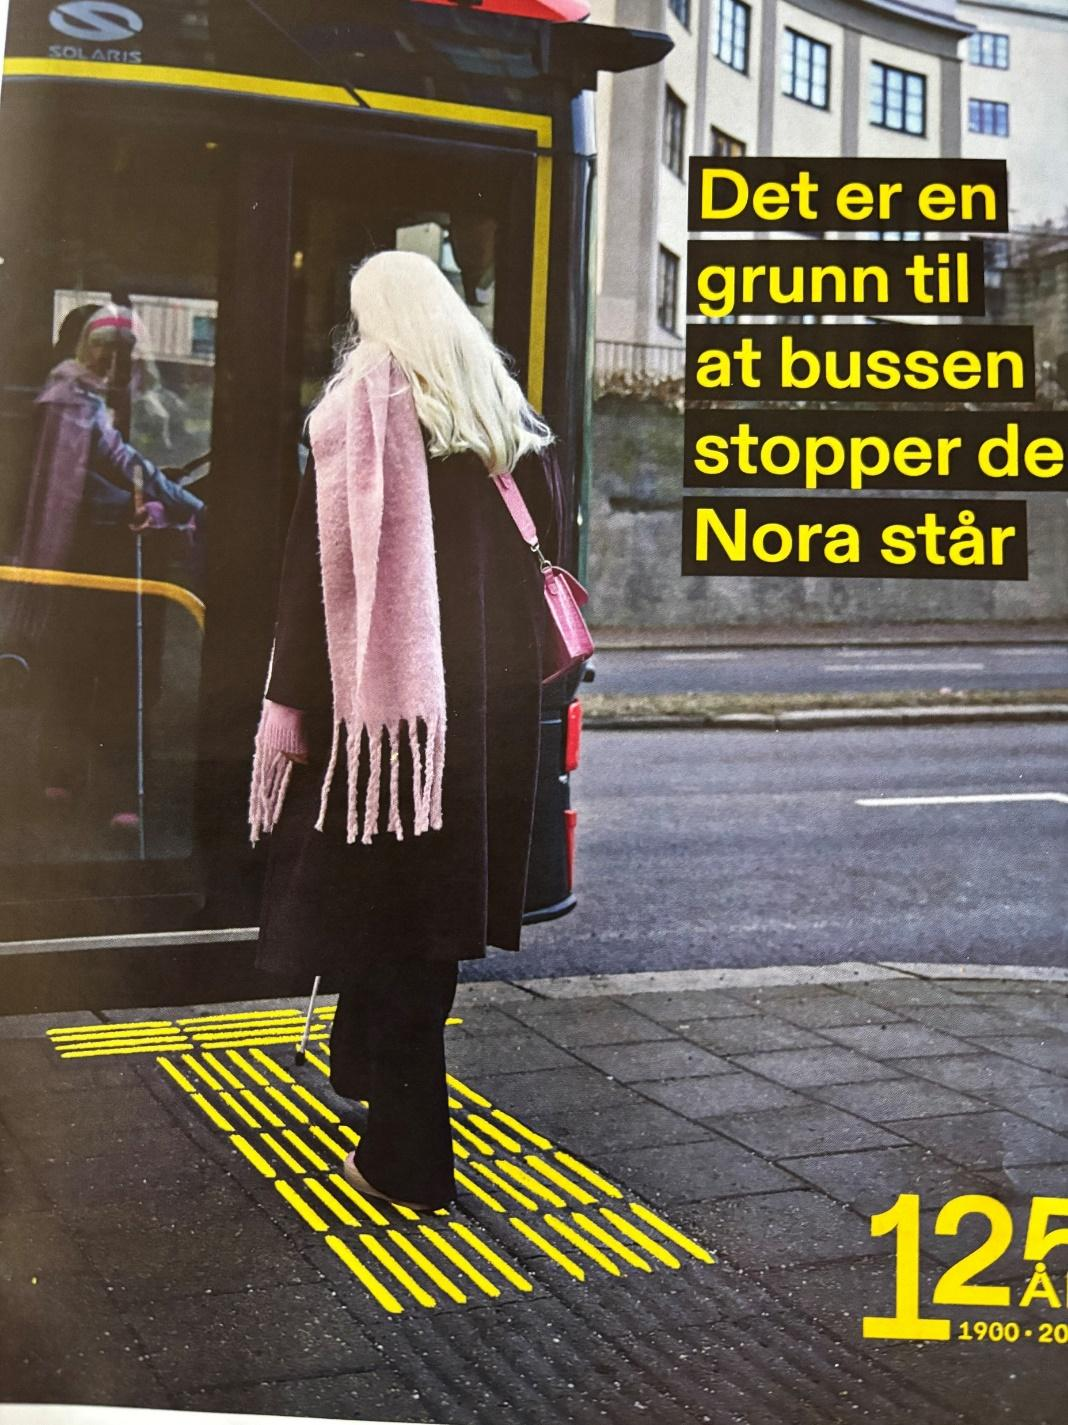 SOLARIS
Det er en
grunn til
at bussen
stopper de
Nora står
125
1900 · 20